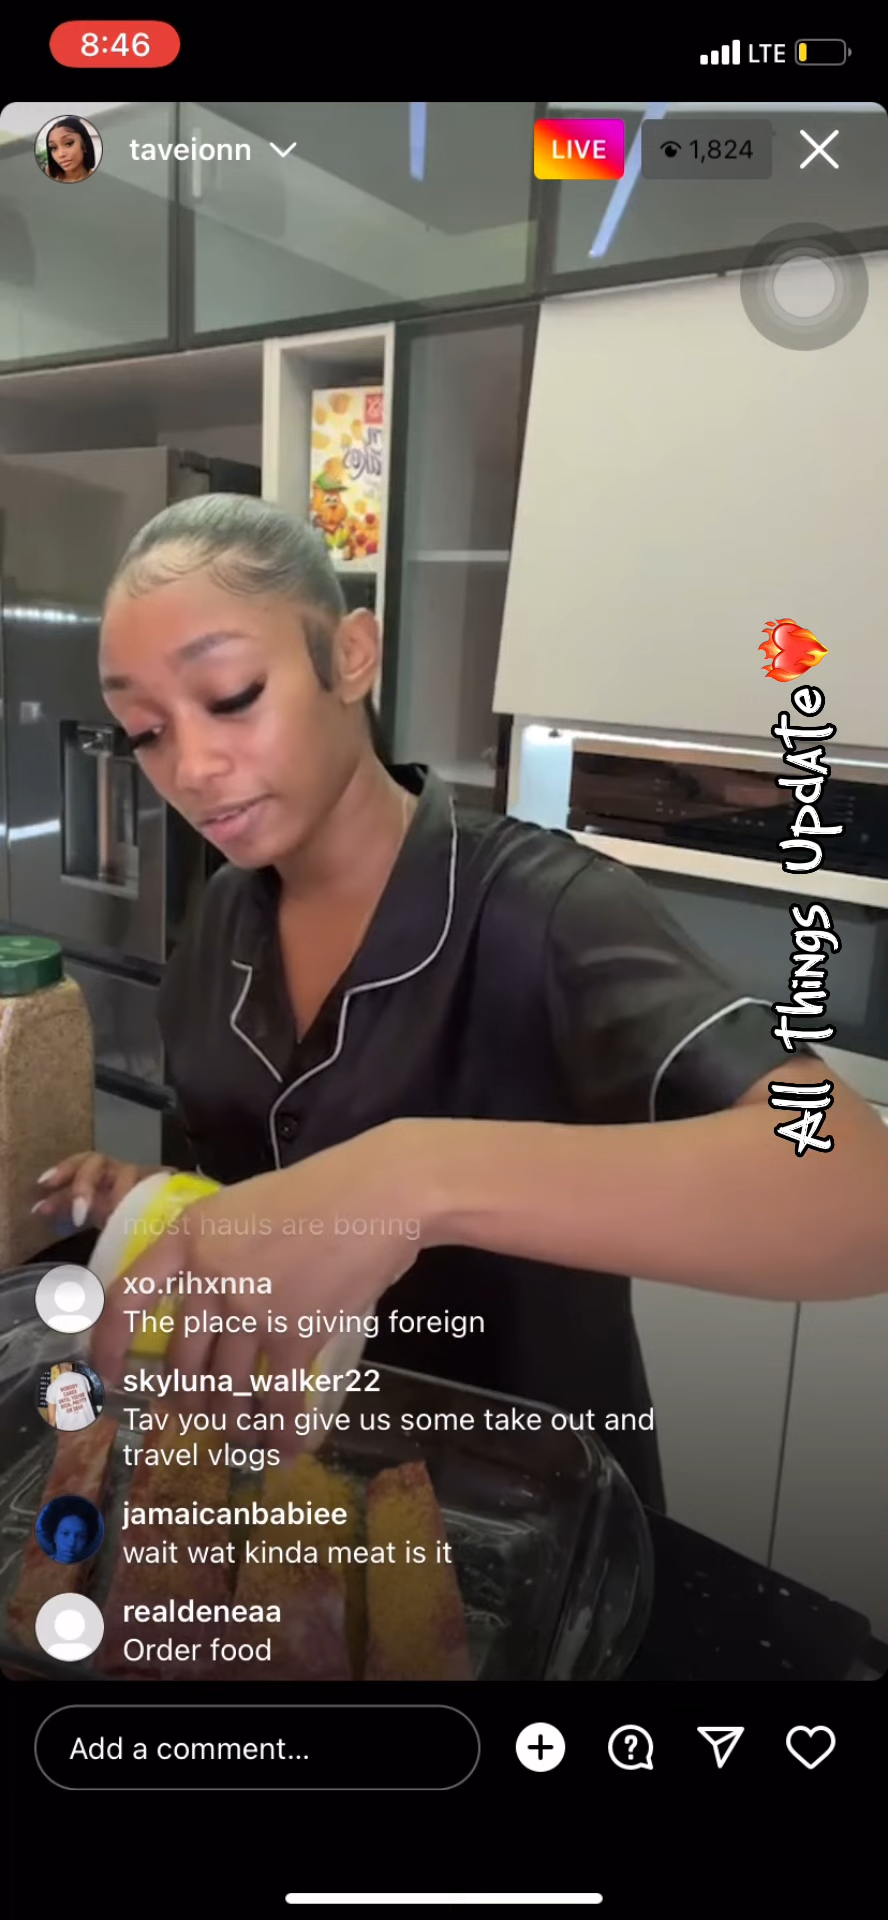 8:46
LTE
taveionn
LIVE
1,824
All Things Update
most hauls are boring
xo.rihxnna
The place is giving foreign
skyluna_walker22
Tav you can give us some take out and
travel vlogs
jamaicanbabiee
wait wat kinda meat is it
realdeneaa
Order food
Add a comment...